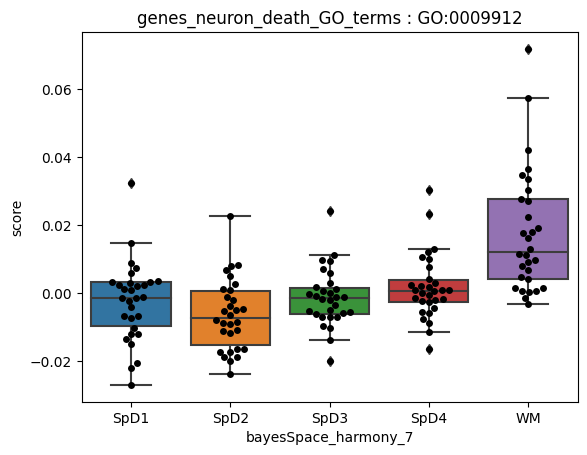 genes_neuron_death_GO_terms : GO:0009912
score
0.06
0.04
0.02
0.00
−0.02
SpD1 SpD2 SpD3 SpD4 WM
bayesSpace_harmony_7